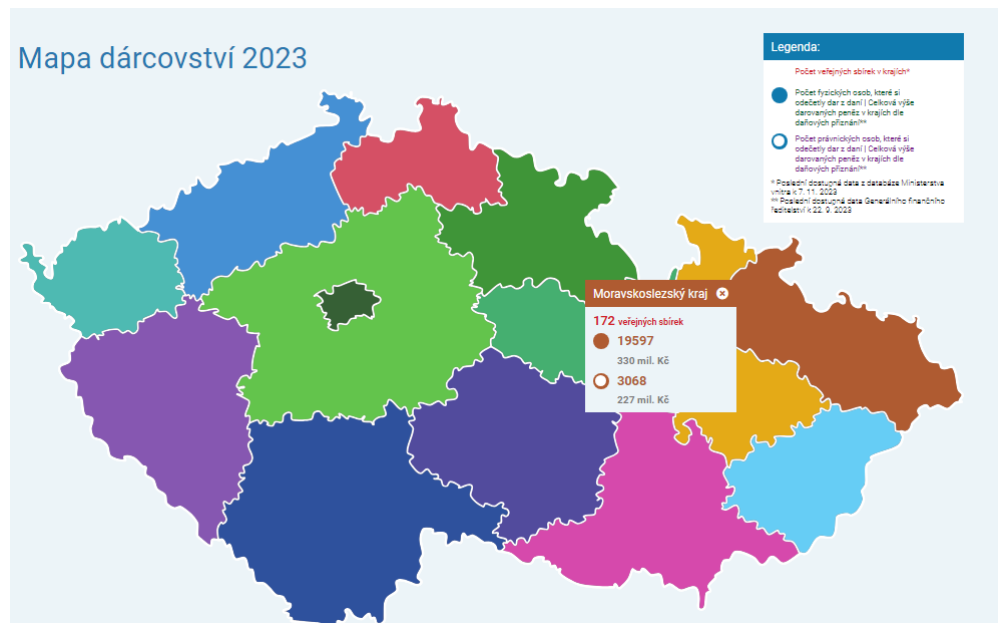 Mapa dárcovství 2023
Legenda:
Počet veřejných sbírek v krajích*
Počet fyzických osob, které si
odečetly dar z daní | Celková výše
darovaných peněz v krajích dle
daňových přiznání**
Počet právnických osob, které si
odečetly dar z daní | Celková výše
darovaných peněz v krajích dle
daňových přiznání**
* Poslední dostupná data z databáze Ministerstva
vnitra k 7. 11. 2023
** Poslední dostupná data Generálního finančního
ředitelství k 22. 9. 2023
Moravskoslezský kraj
172 veřejných sbírek
19597
330 mil. Kč
3068
227 mil. Kč